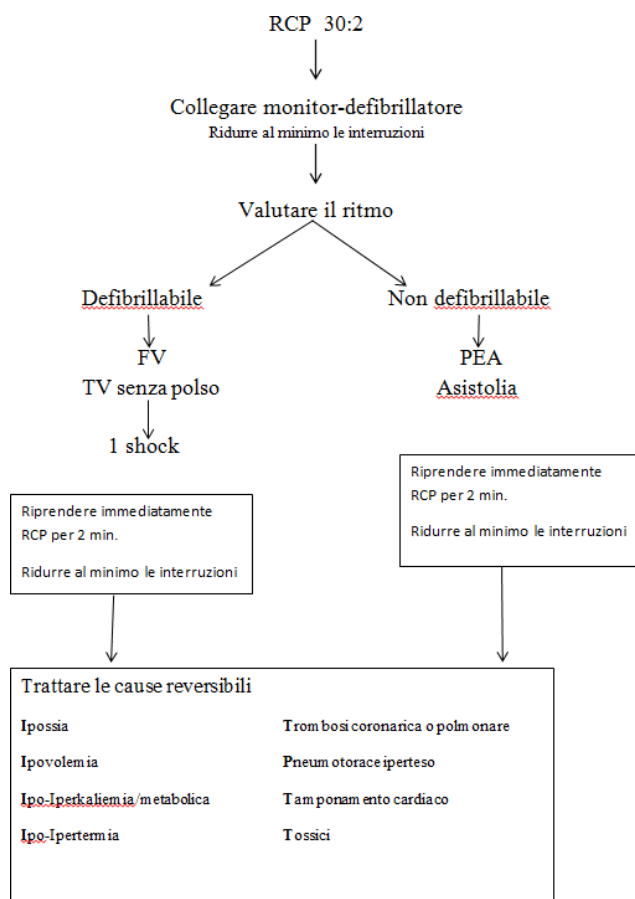 RCP 30:2
Collegare monitor-defibrillatore
Ridurre al minimo le interruzioni
Valutare il ritmo
Defibrillabile
FV
TV senza polso
1 shock
Riprendere immediatamente
RCP per 2 min.
Ridurre al minimo le interruzioni
Non defibrillabile
PEA
Asistolia
Riprendere immediatamente
RCP per 2 min.
Ridurre al minimo le interruzioni
Trattare le cause reversibili
Ipossia
Ipovolemia
Ipo-Iperkaliemia/metabolica
Ipo-Ipertermia
Trombosi coronarica o polmonare
Pneumotorace iperteso
Tamponamento cardiaco
Tossici